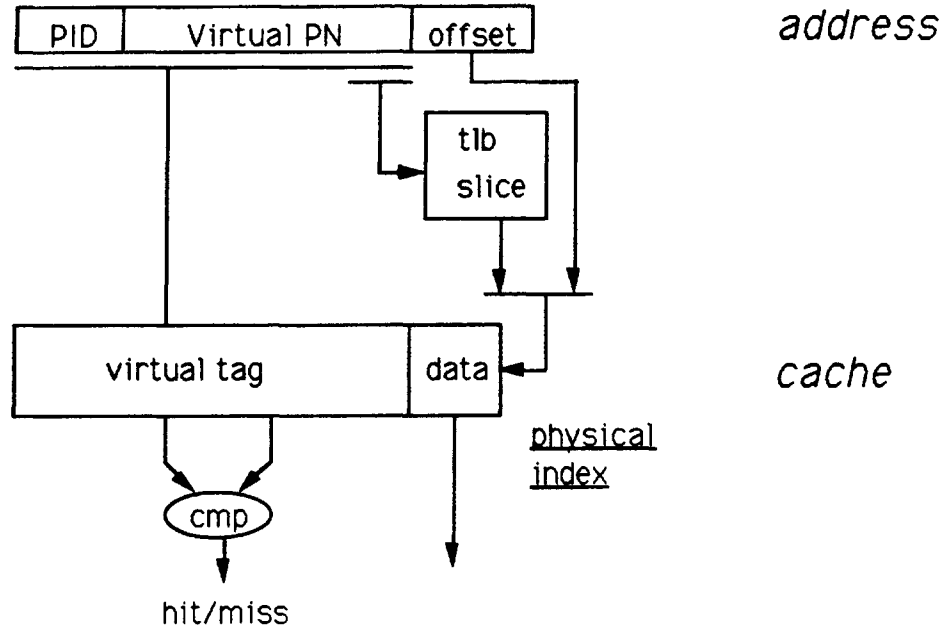 PID Virtual PN offset address
tlb
slice
virtual tag data cache
physical
index
cmp
hit/miss